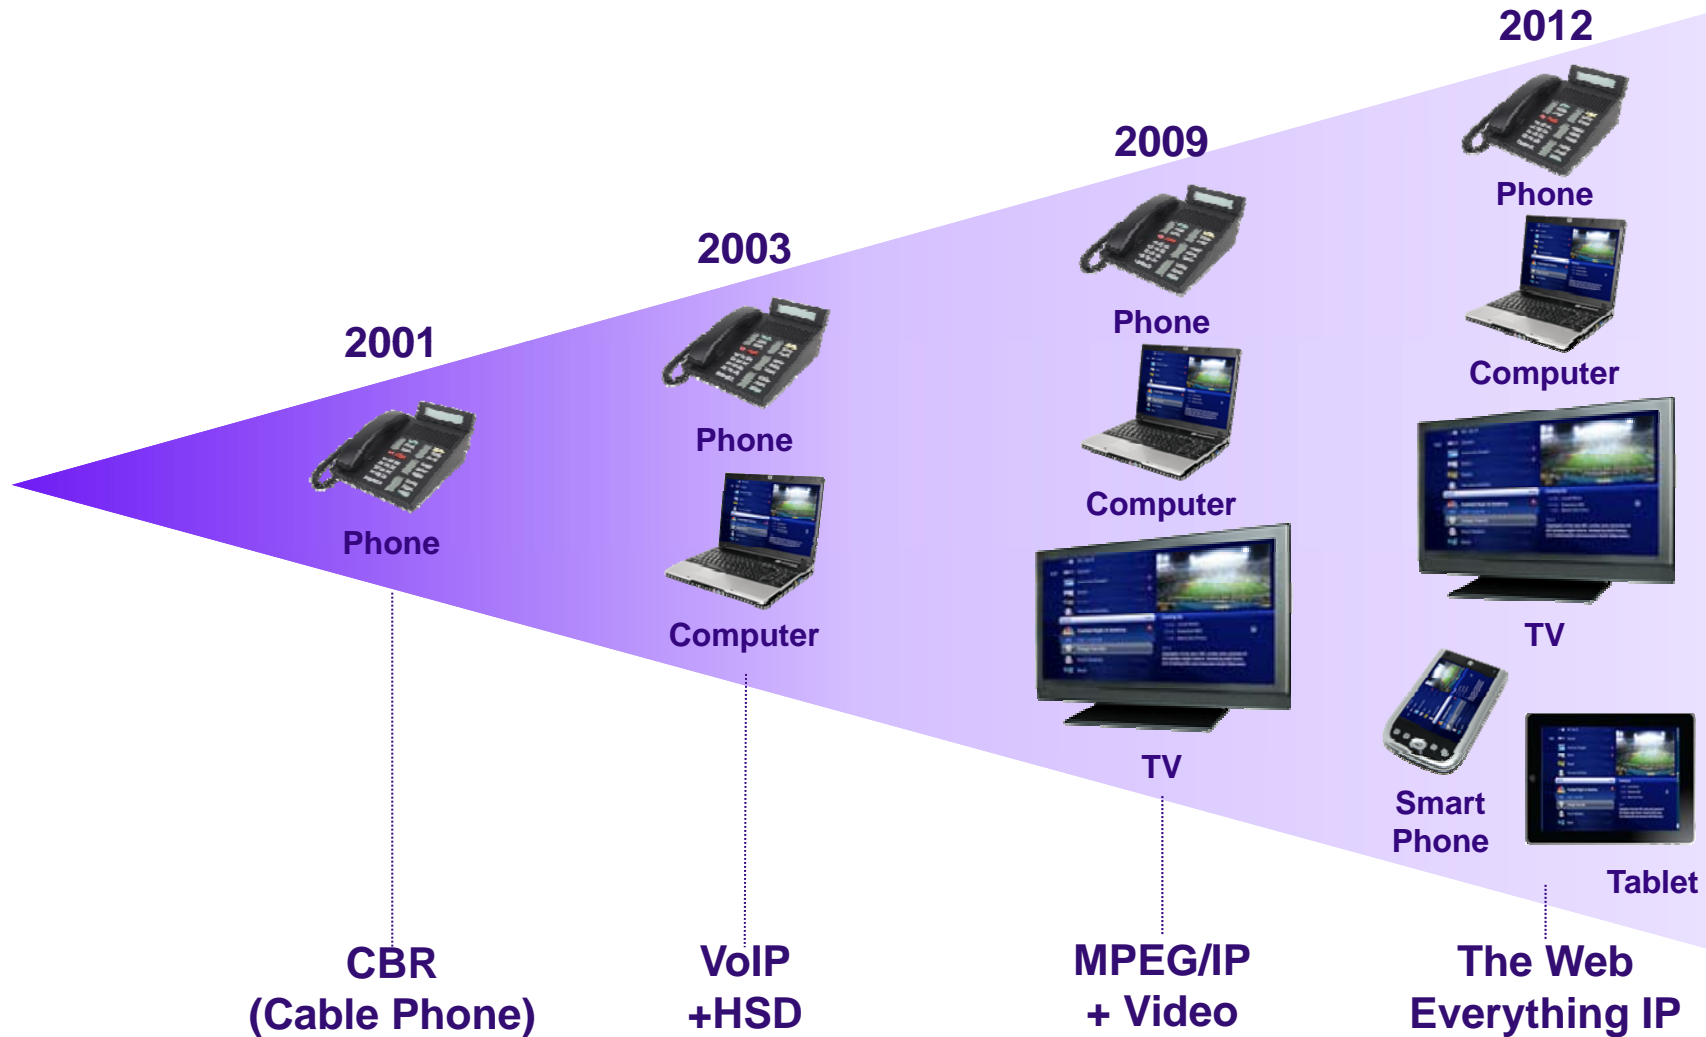 2001
Phone
CBR
(Cable Phone)
2003
Phone
Computer
VoIP
+HSD
2009
Phone
Computer
TV
MPEG/IP
+ Video
2012
Phone
Computer
TV
Smart
Phone
Tablet
The Web
Everything IP